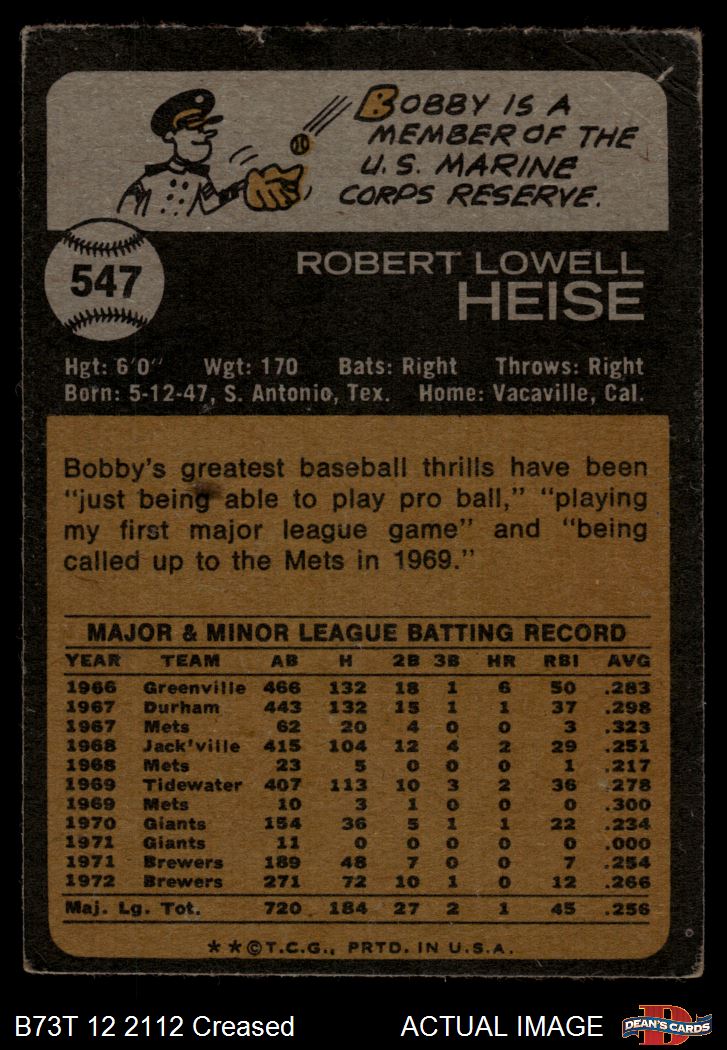 BOBBY IS A
MEMBER OF THE
U.S. MARINE
CORPS RESERVE.
547
ROBERT LOWELL
HEISE
Hgt: 6'0" Wgt: 170 Bats: Right Throws: Right
Born: 5-12-47, S. Antonio, Tex. Home: Vacaville, Cal.
Bobby's greatest baseball thrills have been
"just being able to play pro ball," "playing
my first major league game" and "being
called up to the Mets in 1969."
MAJOR & MINOR LEAGUE BATTING RECORD
YEAR TEAM AB H 2B 3B HR RBI AVG
1966 Greenville 466 132 18 1 6 50 .283
1967 Durham 443 132 15 1 1 37 .298
1967 Mets 62 20 4 0 0 3 .323
1968 Jack'ville 415 104 12 4 2 29 .251
1968 Mets 23 5 0 0 0 1 .217
1969 Tidewater 407 113 10 3 2 36 .278
1969 Mets 10 3 1 0 0 0 .300
1970 Giants 154 36 5 1 1 22 .234
1971 Giants 11 0 0 0 0 0 .000
1971 Brewers 189 48 7 0 0 7 .254
1972 Brewers 271 72 10 1 0 12 .266
Maj. Lg. Tot. 720 184 27 2 1 45 .256
**©T.C.G., PRTD. IN U.S.A.
B73T 12 2112 Creased ACTUAL IMAGE
DEAN'S CARDS